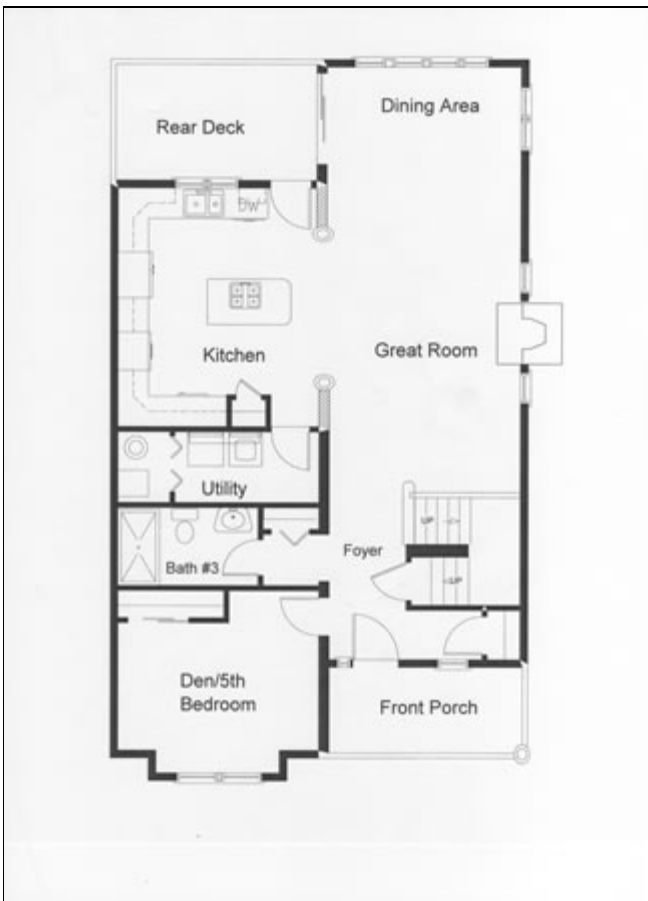 Dining Area
Rear Deck
DW
Kitchen
Great Room
Utility
UP
Foyer
Bath #3
UP
Den/5th
Bedroom
Front Porch